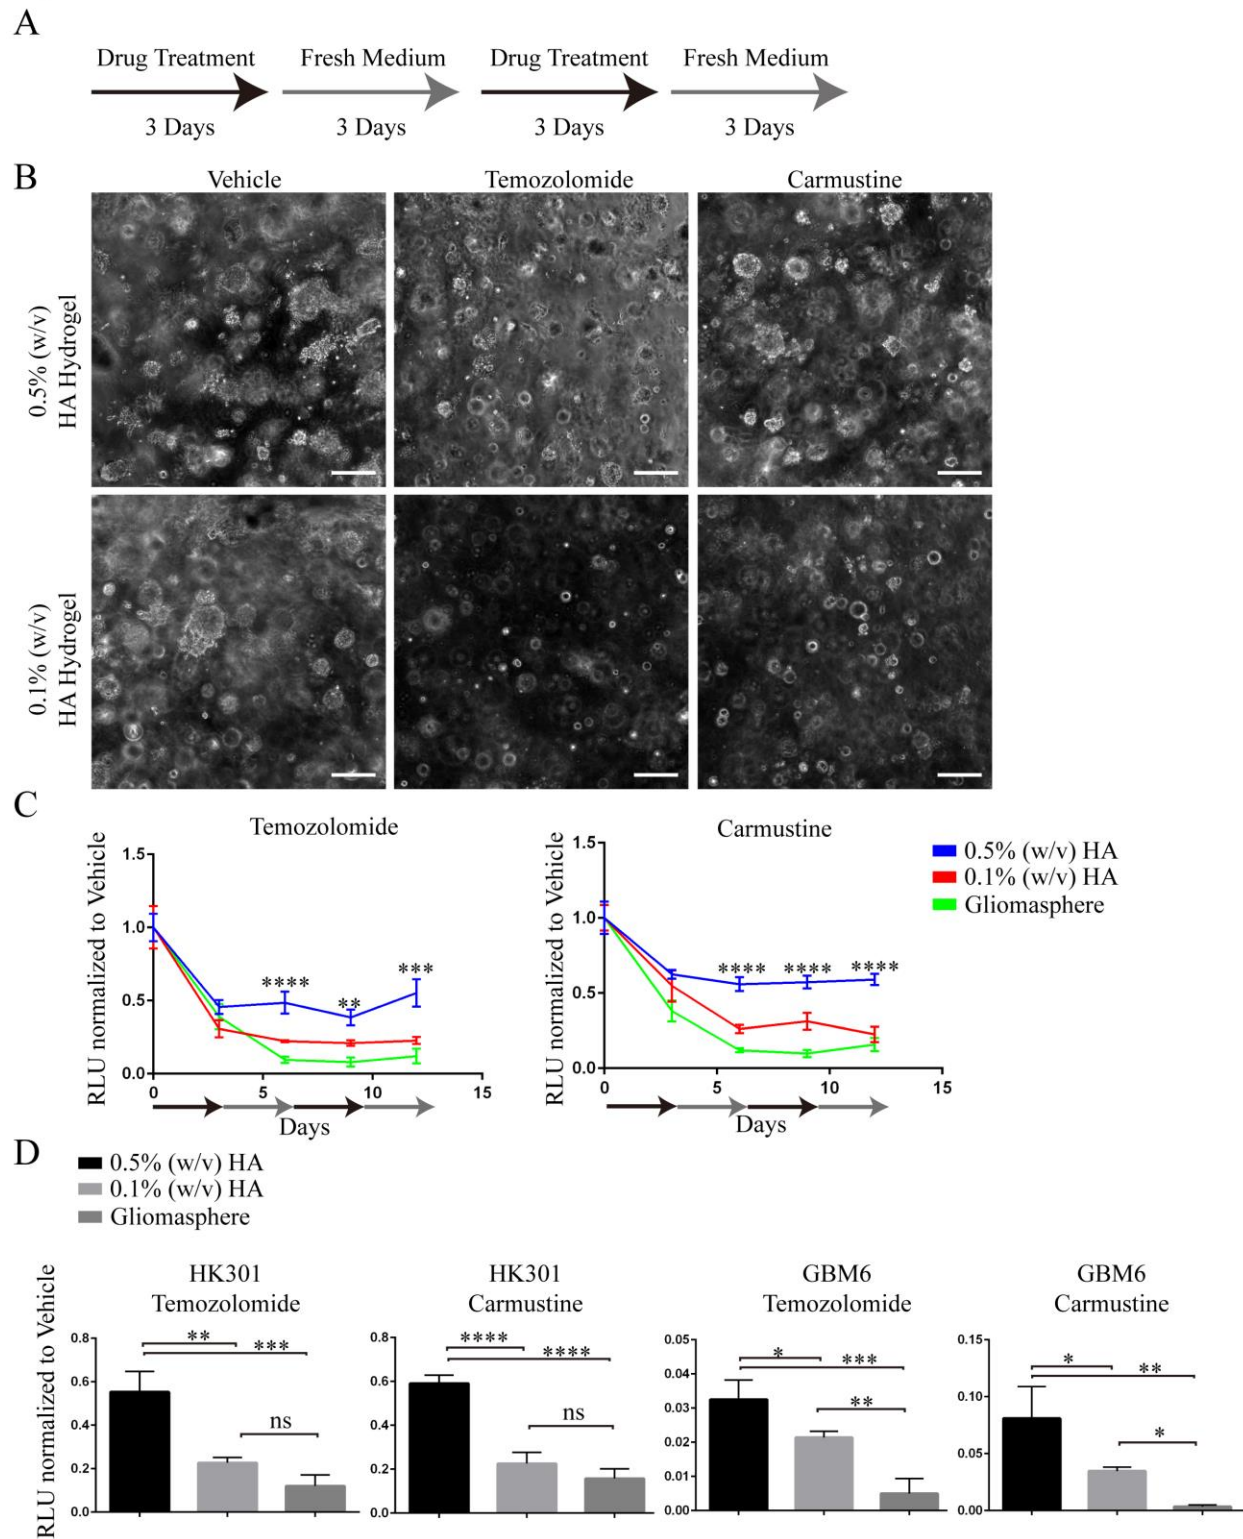 A
Drug Treatment
Fresh Medium
Drug Treatment
Fresh Medium
3 Days
3 Days
3 Days
3 Days
B
Vehicle
Temozolomide
Carmustine
0.5% (w/v)
HA Hydrogel
0.1% (w/v)
HA Hydrogel
C
Temozolomide
RLU normalized to Vehicle
1.5
1.0
0.5
0.0
0
5
10
15
****
**
***
Days
Carmustine
RLU normalized to Vehicle
1.5
1.0
0.5
0.0
0
5
10
15
****
****
****
Days
0.5% (w/v) HA
0.1% (w/v) HA
Gliomasphere
D
0.5% (w/v) HA
0.1% (w/v) HA
Gliomasphere
RLU normalized to Vehicle
HK301
Temozolomide
0.8
0.6
0.4
0.2
0.0
**
***
ns
HK301
Carmustine
0.8
0.6
0.4
0.2
0.0
****
****
ns
GBM6
Temozolomide
0.05
0.04
0.03
0.02
0.01
0.00
*
***
**
GBM6
Carmustine
0.15
0.10
0.05
0.00
*
**
*